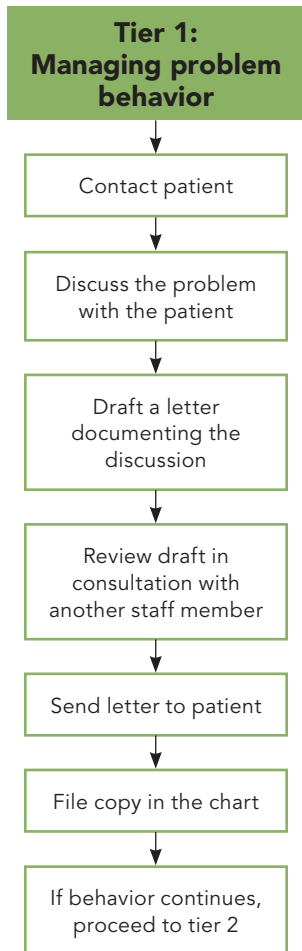 Tier 1:
Managing problem
behavior
Contact patient
Discuss the problem
with the patient
Draft a letter
documenting the
discussion
Review draft in
consultation with
another staff member
Send letter to patient
File copy in the chart
If behavior continues,
proceed to tier 2